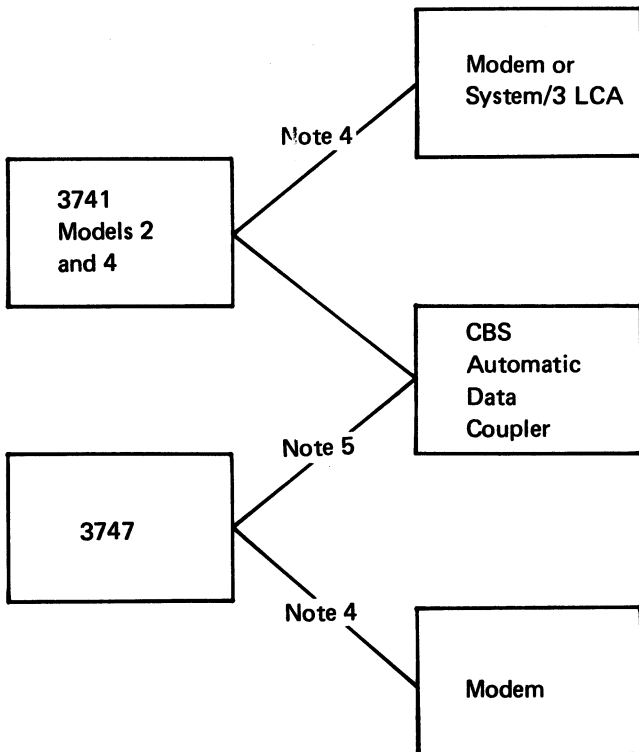 Modem or
System/3 LCA
Note 4
3741
Models 2
and 4
CBS
Automatic
Data
Coupler
Note 5
3747
Note 4
Modem